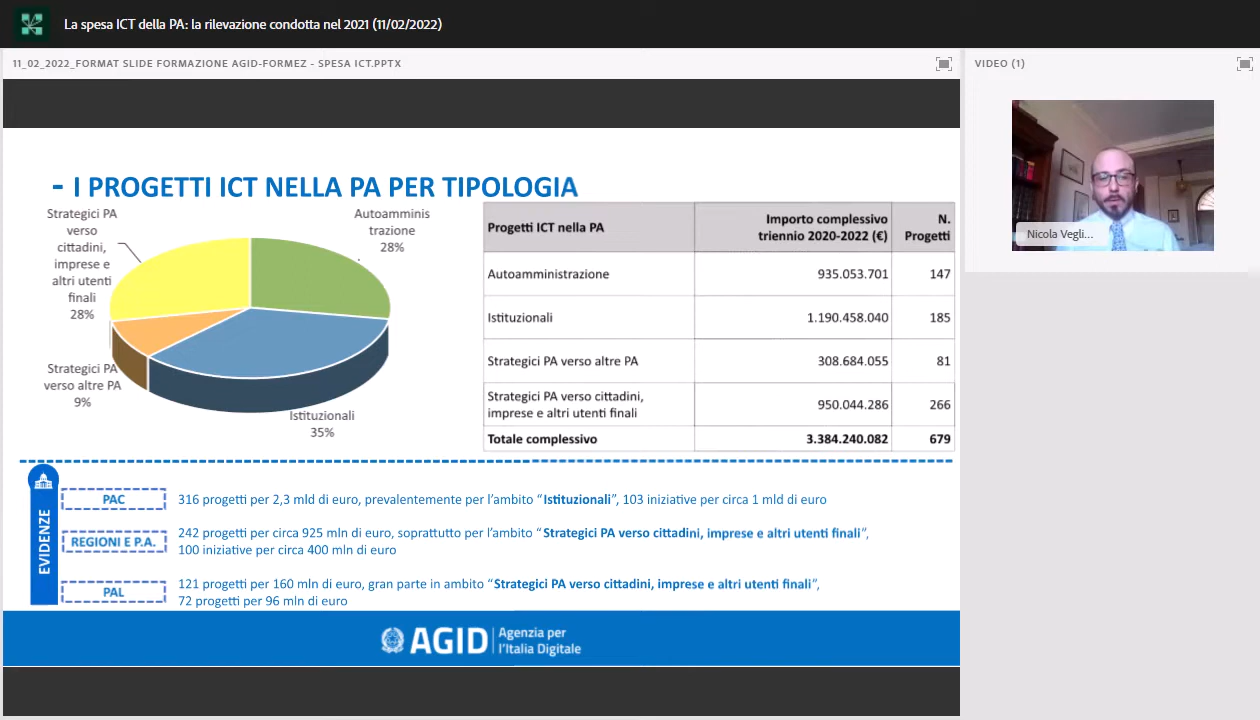 La spesa ICT della PA: la rilevazione condotta nel 2021 (11/02/2022)
11_02_2022_FORMAT SLIDE FORMAZIONE AGID-FORMEZ - SPESA ICT.PPTX
VIDEO (1)
Nicola Vegli...
- I PROGETTI ICT NELLA PA PER TIPOLOGIA
Strategici PA
verso
cittadini,
imprese e
altri utenti
finali
28%
Autoamminis
trazione
28%
Strategici PA
verso altre PA
9%
Istituzionali
35%
Progetti ICT nella PA
Importo complessivo
triennio 2020-2022 (€)
N.
Progetti
Autoamministrazione 935.053.701 147
Istituzionali 1.190.458.040 185
Strategici PA verso altre PA 308.684.055 81
Strategici PA verso cittadini,
imprese e altri utenti finali 950.044.286 266
Totale complessivo 3.384.240.082 679
EVIDENZE
PAC
316 progetti per 2,3 mld di euro, prevalentemente per l'ambito “Istituzionali”, 103 iniziative per circa 1 mld di euro
REGIONI E P.A.
242 progetti per circa 925 mln di euro, soprattutto per l'ambito “Strategici PA verso cittadini, imprese e altri utenti finali”,
100 iniziative per circa 400 mln di euro
PAL
121 progetti per 160 mln di euro, gran parte in ambito “Strategici PA verso cittadini, imprese e altri utenti finali”,
72 progetti per 96 mln di euro
AGID
Agenzia per
l'Italia Digitale